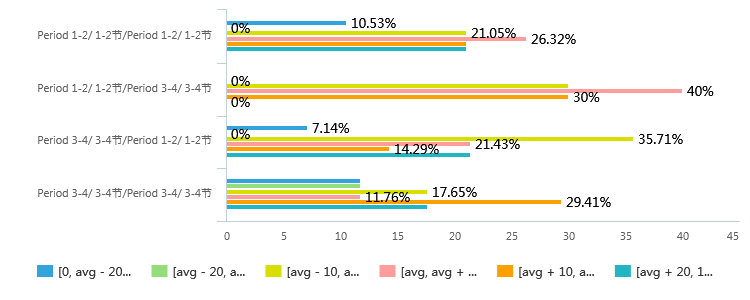 Period 1-2/ 1-2节/Period 1-2/ 1-2节
10.53%
0%
21.05%
26.32%
Period 1-2/ 1-2节/Period 3-4/ 3-4节
0%
40%
30%
0%
Period 3-4/ 3-4节/Period 1-2/ 1-2节
7.14%
0%
35.71%
21.43%
14.29%
Period 3-4/ 3-4节/Period 3-4/ 3-4节
17.65%
11.76%
29.41%
0 5 10 15 20 25 30 35 40 45
[0, avg - 20... [avg - 20, a... [avg - 10, a... [avg, avg + ... [avg + 10, a... [avg + 20, 1...